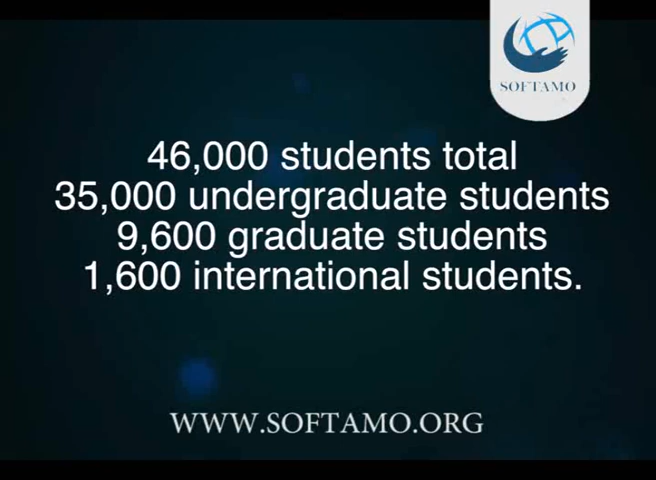 SOFTAMO
46,000 students total
35,000 undergraduate students
9,600 graduate students
1,600 international students.
WWW.SOFTAMO.ORG